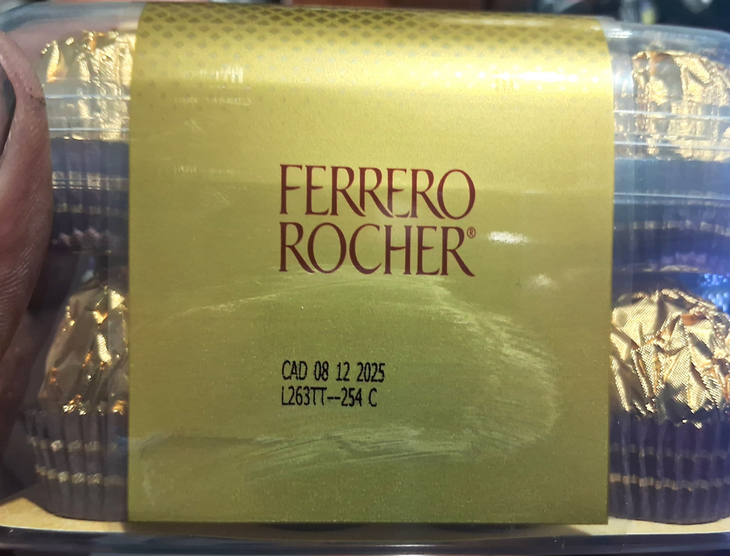 FERRERO
ROCHER®
CAD 08 12 2025
L263TT--254 C